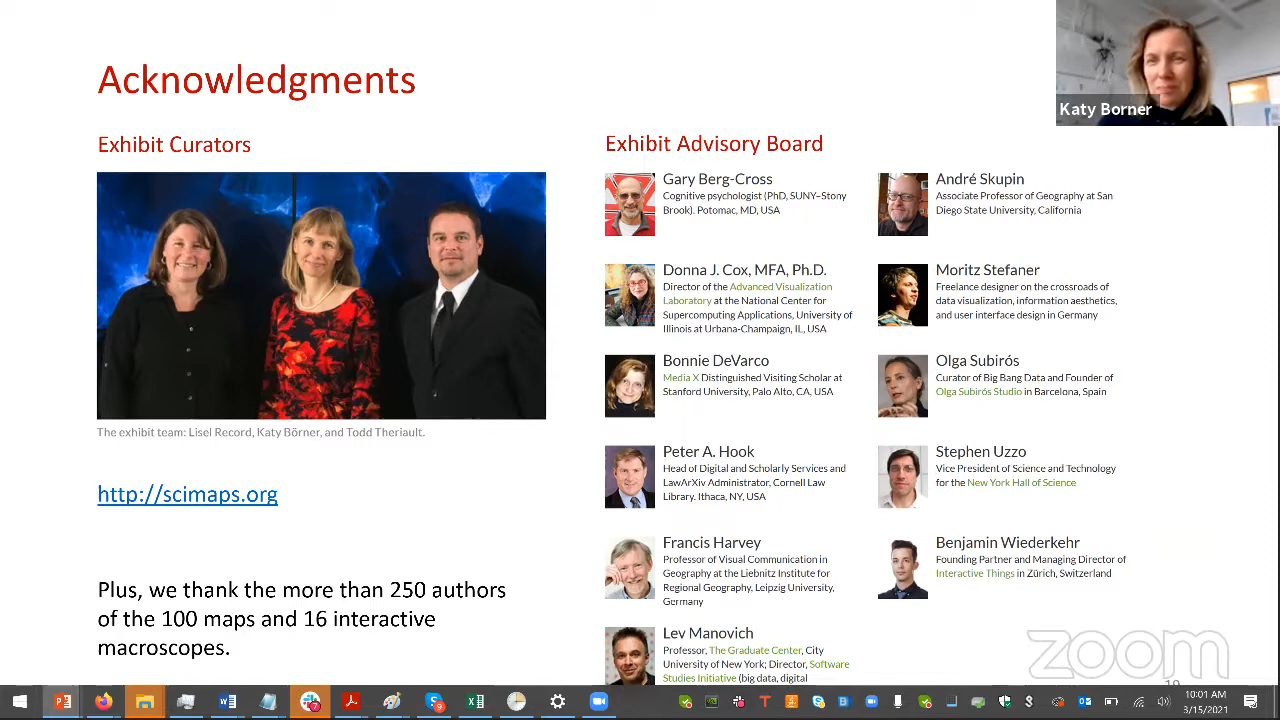 Acknowledgments
Katy Borner
Exhibit Curators
The exhibit team: Lisel Record, Katy Börner, and Todd Theriault.
http://scimaps.org
Plus, we thank the more than 250 authors
of the 100 maps and 16 interactive
macroscopes.
Exhibit Advisory Board
Gary Berg-Cross
Cognitive psychologist (PhD, SUNY–Stony
Brook). Potomac, MD, USA
Donna J. Cox, MFA, Ph.D.
Director of the Advanced Visualization
Laboratory at the National Center for
Supercomputing Applications, University of
Illinois at Urbana-Champaign, IL, USA
Bonnie DeVarco
Media X Distinguished Visiting Scholar at
Stanford University, Palo Alto, CA, USA
Peter A. Hook
Head of Digital and Scholarly Services and
LawArXiv Administrator, Cornell Law
Library. Ithaca, NY, USA
Francis Harvey
Professor of Visual Communication in
Geography at the Liebnitz Institute for
Regional Geography, Leipzig University,
Germany
Lev Manovich
Professor, The Graduate Center, City
University of New York; Director, Software
Studies Initiative (big data, digital
André Skupin
Associate Professor of Geography at San
Diego State University, California
Moritz Stefaner
Freelance designer on the crossroads of
data visualization, information aesthetics,
and user interface design in Germany
Olga Subirós
Curator of Big Bang Data and Founder of
Olga Subirós Studio in Barcelona, Spain
Stephen Uzzo
Vice President of Science and Technology
for the New York Hall of Science
Benjamin Wiederkehr
Founding Partner and Managing Director of
Interactive Things in Zürich, Switzerland
zoom
10:01 AM
3/15/2021